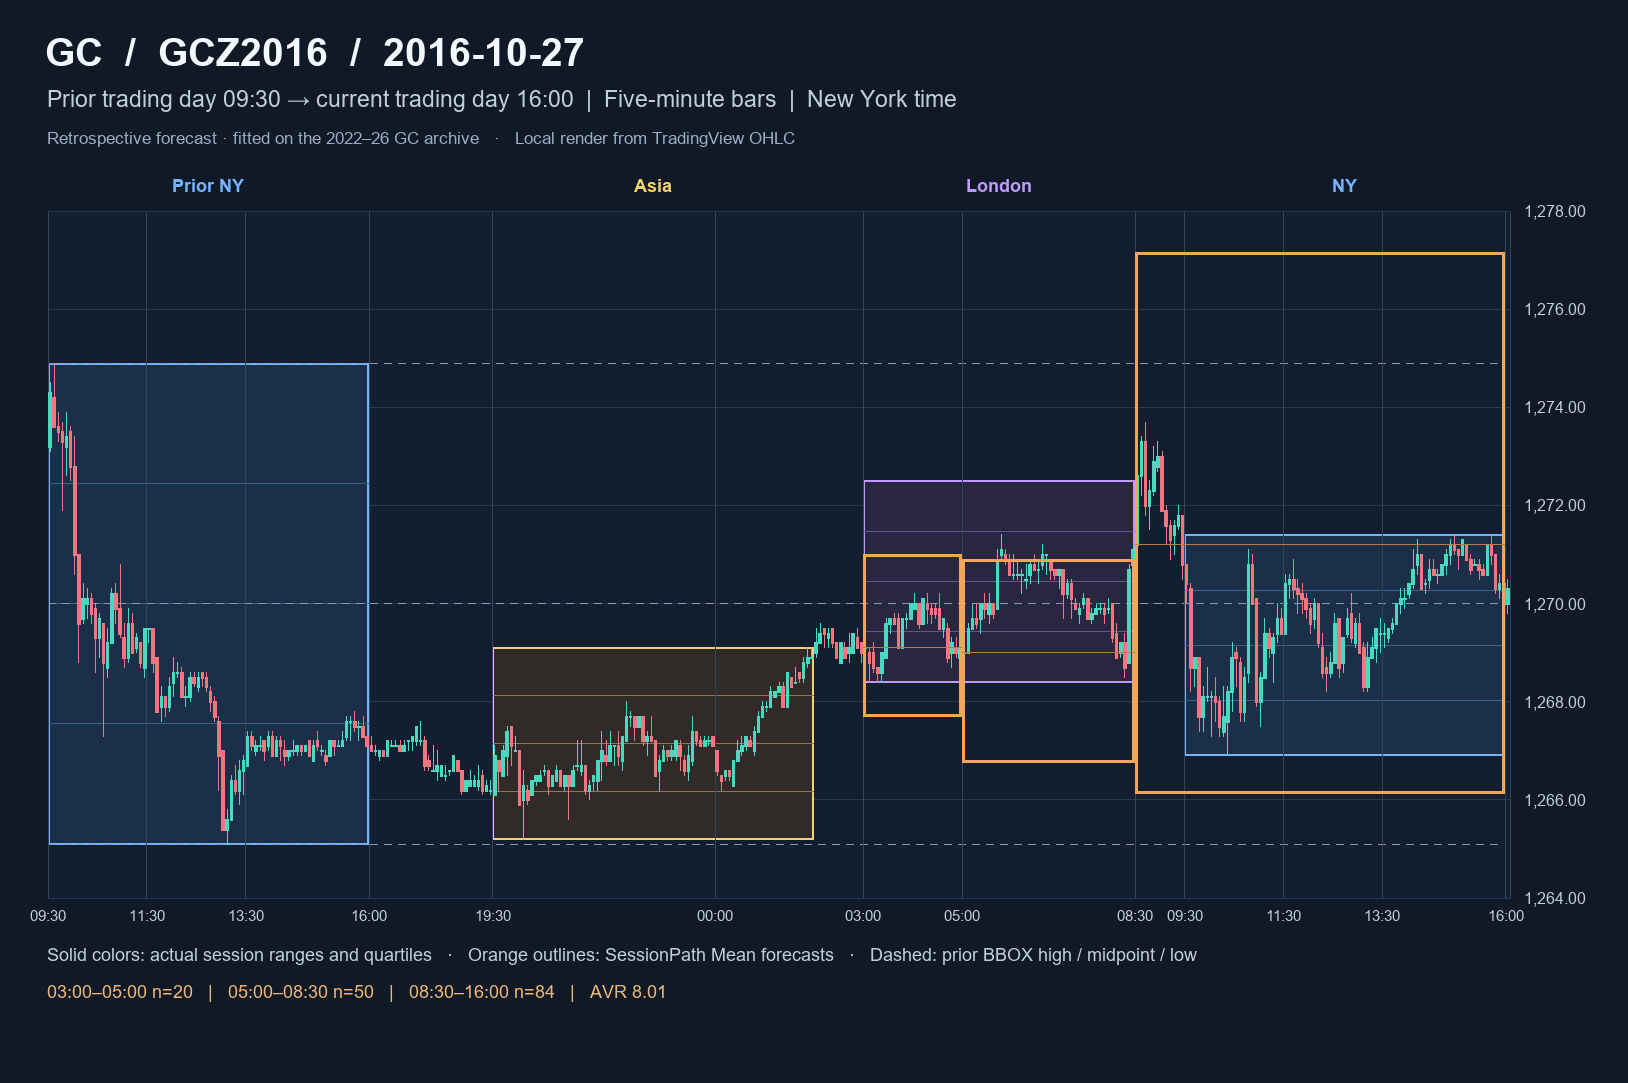 GC / GCZ2016 / 2016-10-27
Prior trading day 09:30 → current trading day 16:00 | Five-minute bars | New York time
Retrospective forecast · fitted on the 2022–26 GC archive · Local render from TradingView OHLC
Prior NY Asia London NY
1,278.00
1,276.00
1,274.00
1,272.00
1,270.00
1,268.00
1,266.00
1,264.00
09:30 11:30 13:30 16:00 19:30 00:00 03:00 05:00 08:30 09:30 11:30 13:30 16:00
Solid colors: actual session ranges and quartiles · Orange outlines: SessionPath Mean forecasts · Dashed: prior BBOX high / midpoint / low
03:00–05:00 n=20 | 05:00–08:30 n=50 | 08:30–16:00 n=84 | AVR 8.01